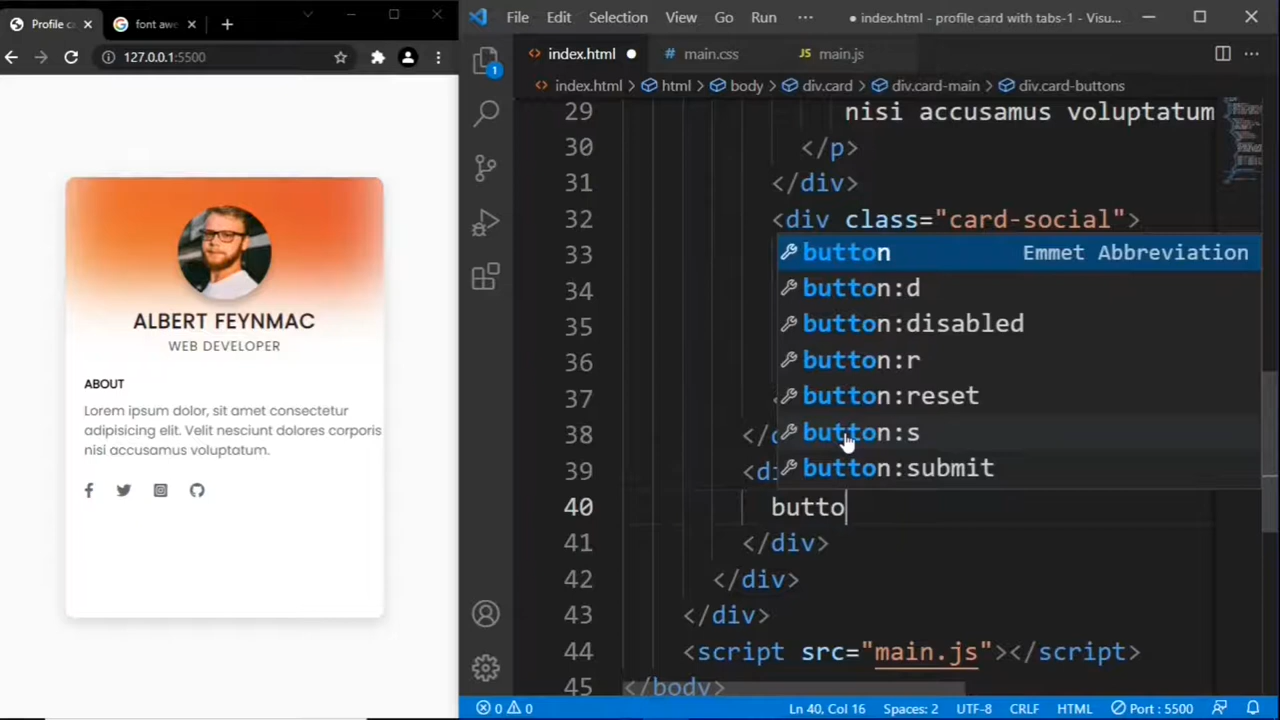 Profile c
font aw
127.0.0.1:5500
ALBERT FEYNMAC
WEB DEVELOPER
ABOUT
Lorem ipsum dolor, sit amet consectetur
adipisicing elit. Velit nesciunt dolores corporis
nisi accusamus voluptatum.
File Edit Selection View Go Run ···
● index.html - profile card with tabs-1 - Visu...
<> index.html ●
# main.css
JS main.js
<> index.html > html > body > div.card > div.card-main > div.card-buttons
29 nisi accusamus voluptatum
30 </p>
31 </div>
32 <div class="card-social">
33
34
35
36
37
38 </
39 <di
40 butto
41 </div>
42 </div>
43 </div>
44 <script src="main.js"></script>
45 </body>
button Emmet Abbreviation
button:d
button:disabled
button:r
button:reset
button:s
button:submit
1
0 0
Ln 40, Col 16 Spaces: 2 UTF-8 CRLF HTML Port : 5500